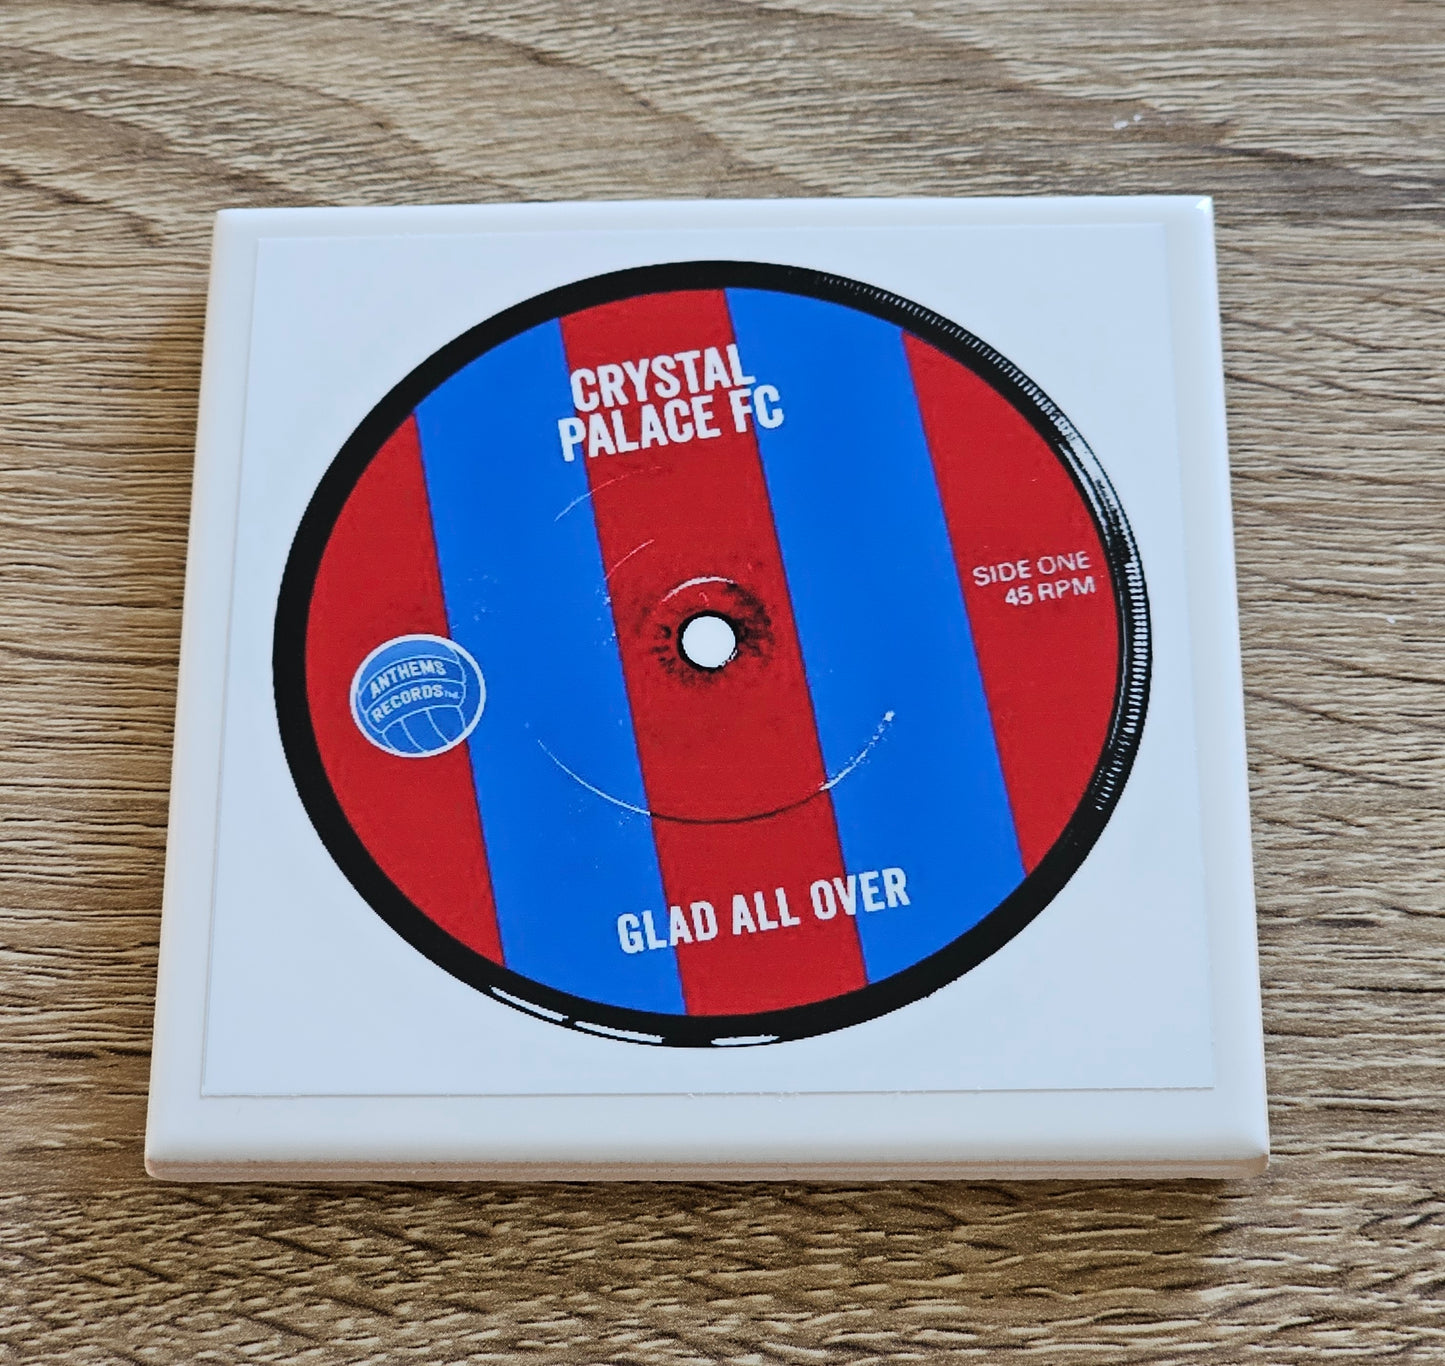 CRYSTAL
PALACE FC
SIDE ONE
45 RPM
ANTHEMS
RECORDS
GLAD ALL OVER